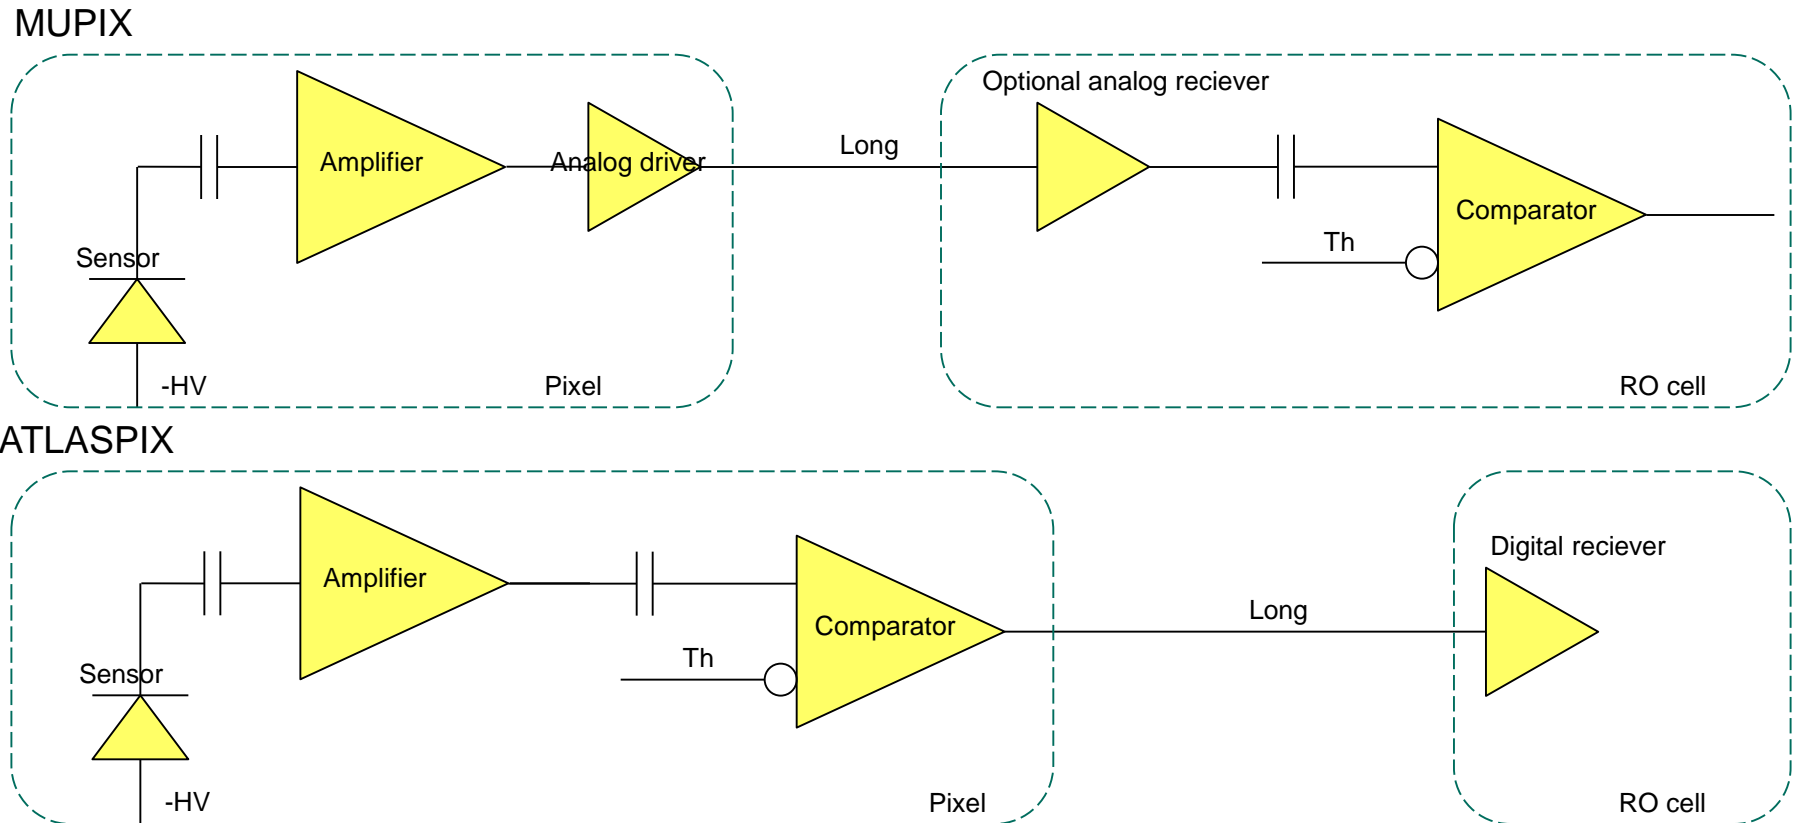 MUPIX
Optional analog reciever
Long
Amplifier
Analog driver
Comparator
Th
Sensor
-HV
Pixel
RO cell
ATLASPIX
Digital reciever
Amplifier
Long
Comparator
Th
Sensor
-HV
Pixel
RO cell